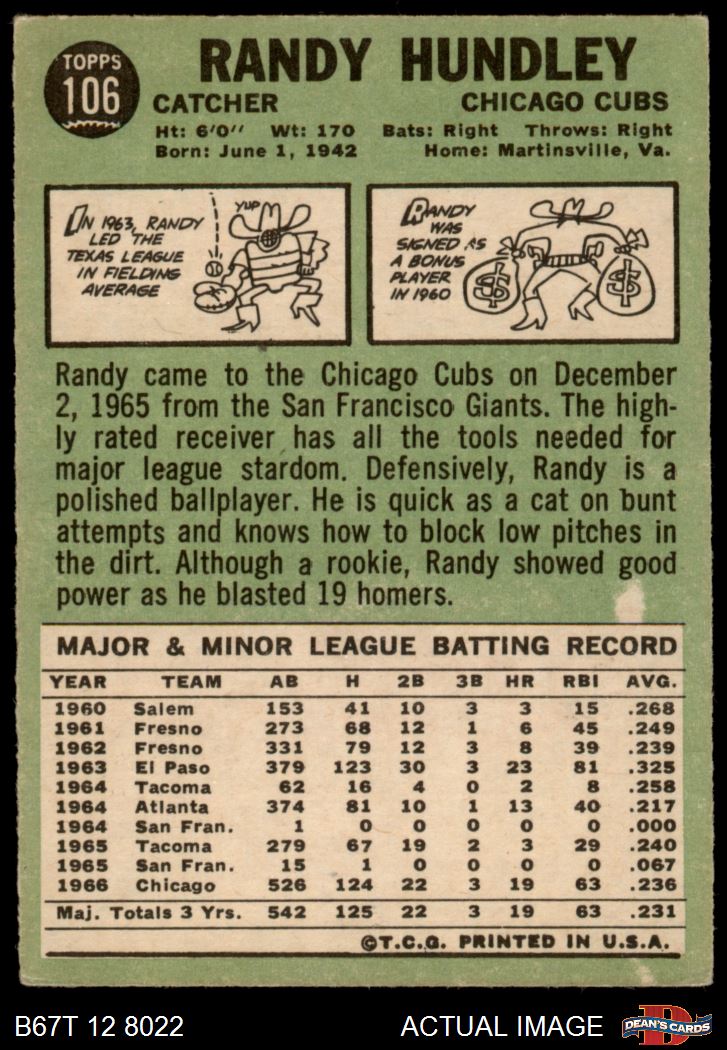 TOPPS
106
RANDY HUNDLEY
CATCHER CHICAGO CUBS
Ht: 6'0" Wt: 170 Bats: Right Throws: Right
Born: June 1, 1942 Home: Martinsville, Va.
IN 1963, RANDY
LED THE
TEXAS LEAGUE
IN FIELDING
AVERAGE
YUP
RANDY
WAS
SIGNED AS
A BONUS
PLAYER
IN 1960
$ $
Randy came to the Chicago Cubs on December
2, 1965 from the San Francisco Giants. The high-
ly rated receiver has all the tools needed for
major league stardom. Defensively, Randy is a
polished ballplayer. He is quick as a cat on bunt
attempts and knows how to block low pitches in
the dirt. Although a rookie, Randy showed good
power as he blasted 19 homers.
MAJOR & MINOR LEAGUE BATTING RECORD
YEAR TEAM AB H 2B 3B HR RBI AVG.
1960 Salem 153 41 10 3 3 15 .268
1961 Fresno 273 68 12 1 6 45 .249
1962 Fresno 331 79 12 3 8 39 .239
1963 El Paso 379 123 30 3 23 81 .325
1964 Tacoma 62 16 4 0 2 8 .258
1964 Atlanta 374 81 10 1 13 40 .217
1964 San Fran. 1 0 0 0 0 0 .000
1965 Tacoma 279 67 19 2 3 29 .240
1965 San Fran. 15 1 0 0 0 0 .067
1966 Chicago 526 124 22 3 19 63 .236
Maj. Totals 3 Yrs. 542 125 22 3 19 63 .231
©T.C.G. PRINTED IN U.S.A.
B67T 12 8022 ACTUAL IMAGE
D
DEAN'S CARDS